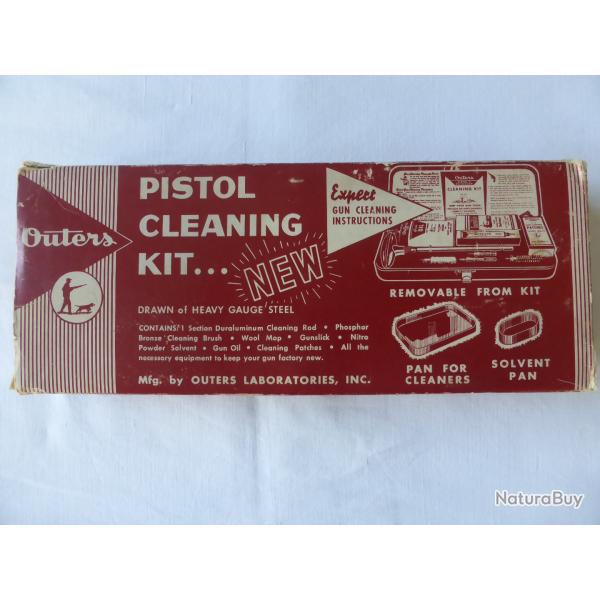 Outers
PISTOL
CLEANING
KIT...
NEW
DRAWN of HEAVY GAUGE STEEL
CONTAINS: 1 Section Duraluminum Cleaning Rod • Phosphor
Bronze Cleaning Brush • Wool Mop • Gunslick • Nitro
Powder Solvent • Gun Oil • Cleaning Patches • All the
necessary equipment to keep your gun factory new.
Mfg. by OUTERS LABORATORIES, INC.
Expert
GUN CLEANING
INSTRUCTIONS
Outers
CLEANING KIT
REMOVABLE FROM KIT
PAN FOR
CLEANERS
SOLVENT
PAN
NaturaBuy